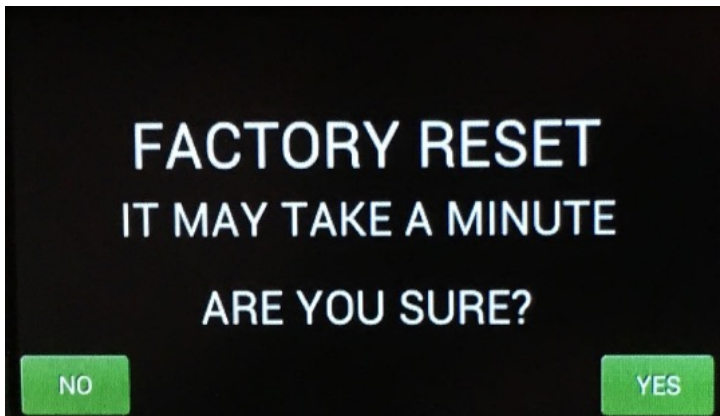 FACTORY RESET
IT MAY TAKE A MINUTE
ARE YOU SURE?
NO
YES